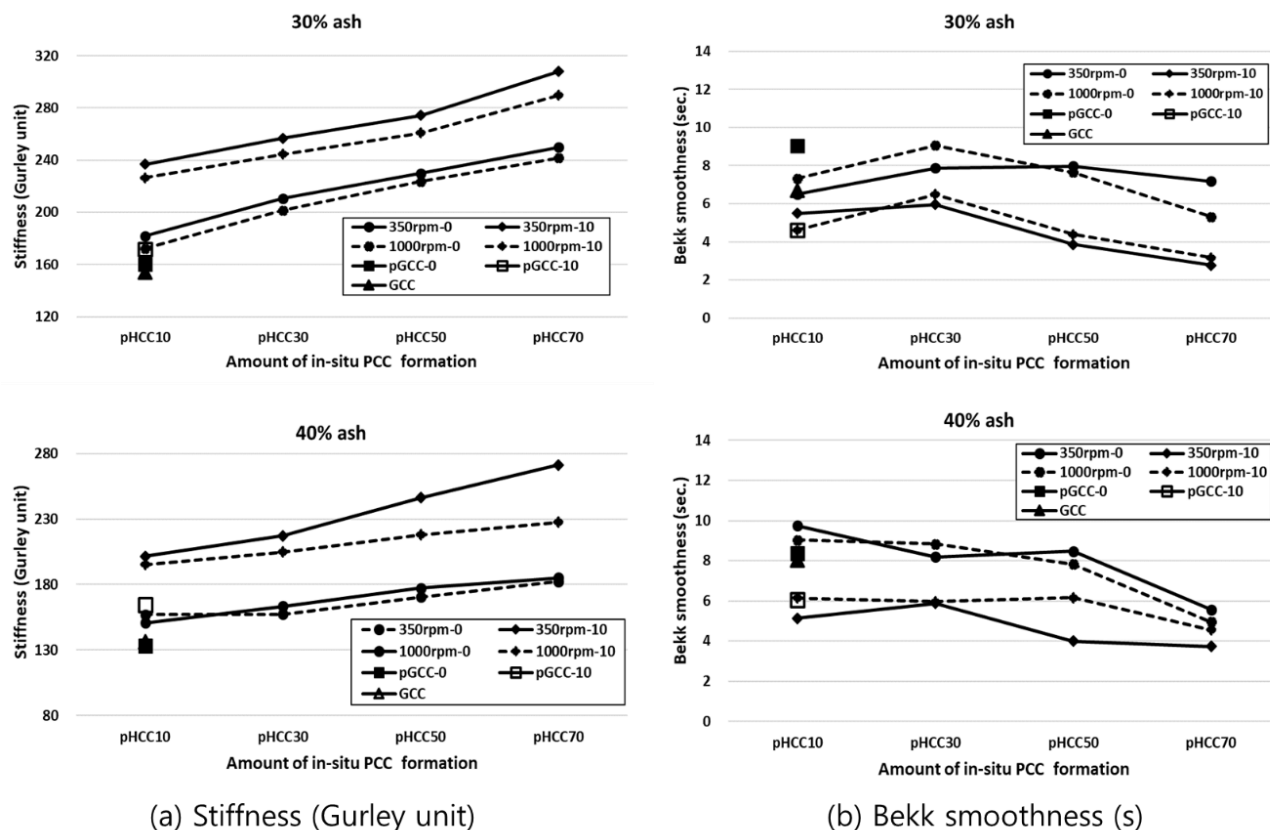 30% ash
320
280
240
200
160
120
Stiffness (Gurley unit)
350rpm-0 350rpm-10
1000rpm-0 1000rpm-10
pGCC-0 pGCC-10
GCC
pHCC10 pHCC30 pHCC50 pHCC70
Amount of in-situ PCC formation
30% ash
14
12
10
8
6
4
2
0
Bekk smoothness (sec.)
350rpm-0 350rpm-10
1000rpm-0 1000rpm-10
pGCC-0 pGCC-10
GCC
pHCC10 pHCC30 pHCC50 pHCC70
Amount of in-situ PCC formation
40% ash
280
230
180
130
80
Stiffness (Gurley unit)
350rpm-0 350rpm-10
1000rpm-0 1000rpm-10
pGCC-0 pGCC-10
GCC
pHCC10 pHCC30 pHCC50 pHCC70
Amount of in-situ PCC formation
40% ash
14
12
10
8
6
4
2
0
Bekk smoothness (sec.)
350rpm-0 350rpm-10
1000rpm-0 1000rpm-10
pGCC-0 pGCC-10
GCC
pHCC10 pHCC30 pHCC50 pHCC70
Amount of in-situ PCC formation
(a) Stiffness (Gurley unit)
(b) Bekk smoothness (s)